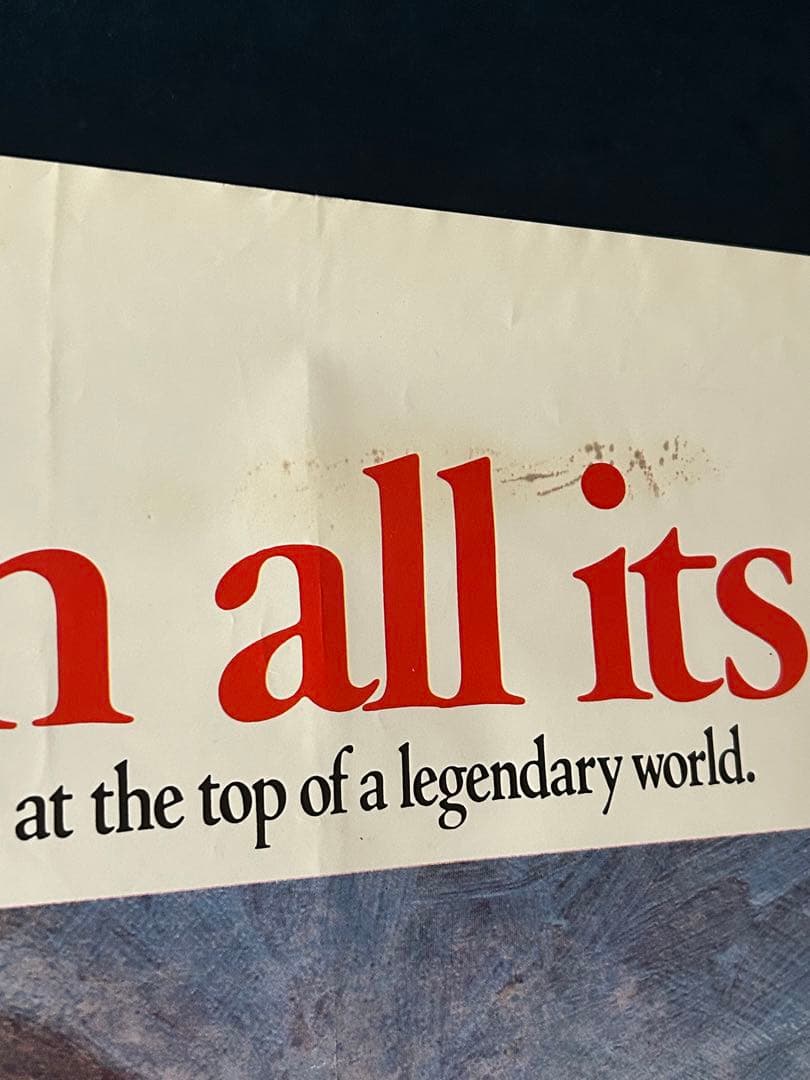 n all its
at the top of a legendary world.